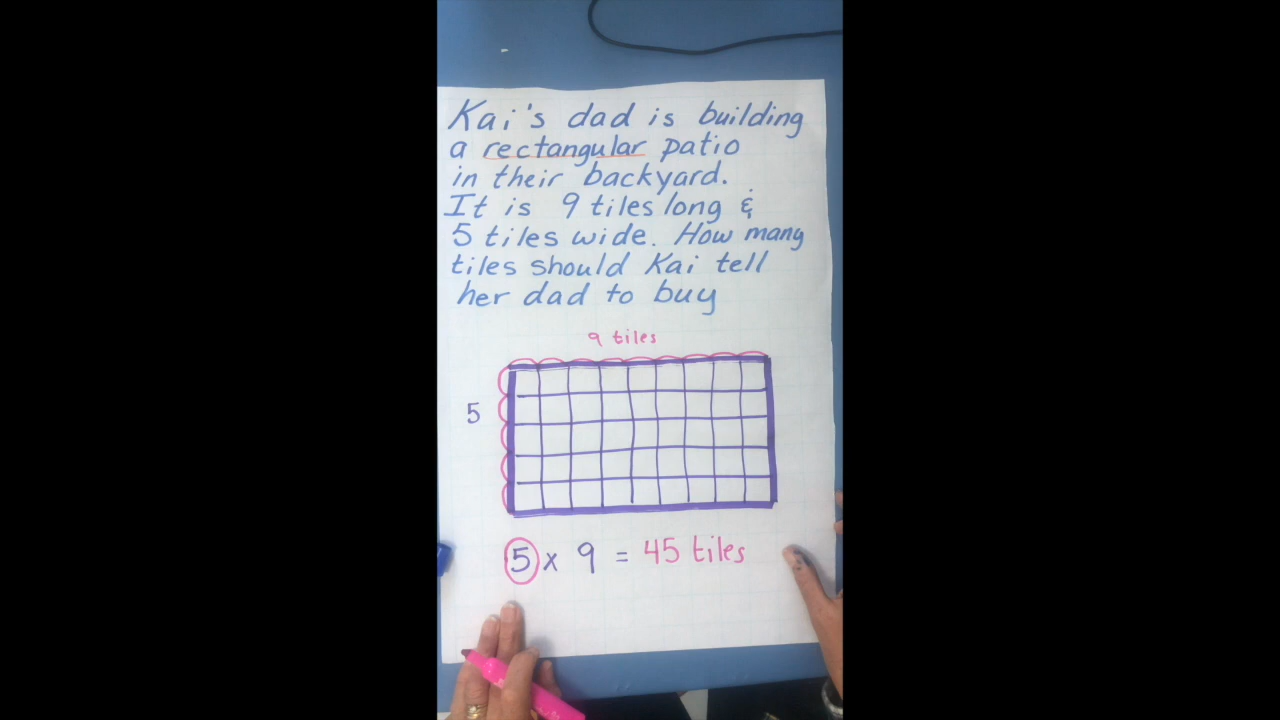 Kai's dad is building
a rectangular patio
in their backyard.
It is 9 tiles long &
5 tiles wide. How many
tiles should Kai tell
her dad to buy
9 tiles
5
5 x 9 = 45 tiles